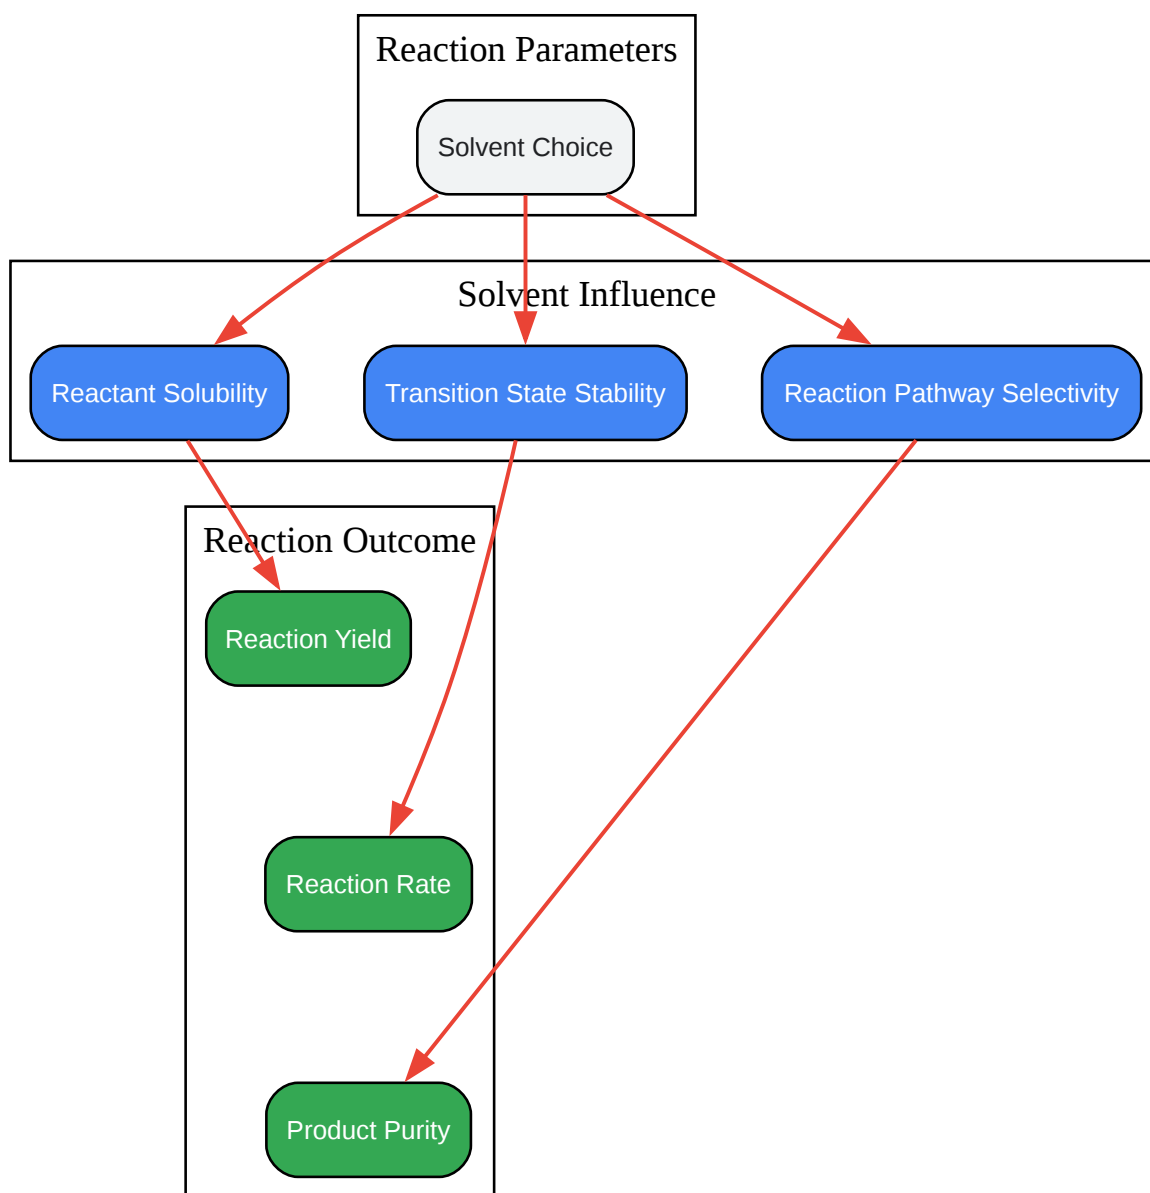 Reaction Parameters
Solvent Choice
Solvent Influence
Reactant Solubility
Transition State Stability
Reaction Pathway Selectivity
Reaction Outcome
Reaction Yield
Reaction Rate
Product Purity